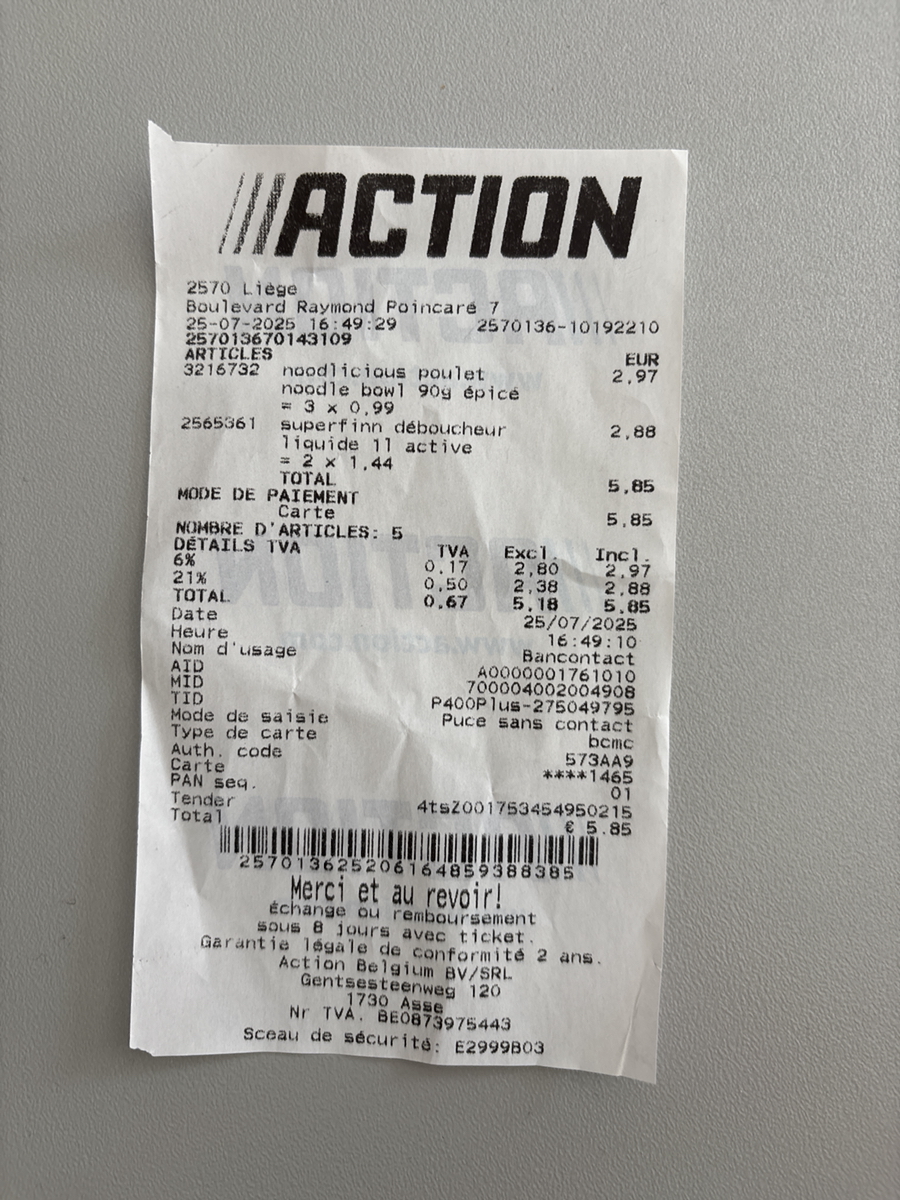 ACTION
2570 Liège
Boulevard Raymond Poincaré 7
25-07-2025 16:49:29 2570136-10192210
257013670143109
ARTICLES EUR
3216732 noodlicious poulet 2,97
noodle bowl 90g épicé
= 3 x 0,99
2565361 superfinn déboucheur 2,88
liquide 1l active
= 2 x 1,44
TOTAL 5,85
MODE DE PAIEMENT
Carte 5,85
NOMBRE D'ARTICLES: 5
DÉTAILS TVA TVA Excl. Incl.
6% 0.17 2,80 2,97
21% 0,50 2,38 2,88
TOTAL 0,67 5,18 5,85
Date 25/07/2025
Heure 16:49:10
Nom d'usage Bancontact
AID A0000001761010
MID 700004002004908
TID P400Plus-275049795
Mode de saisie Puce sans contact
Type de carte bcmc
Auth. code 573AA9
Carte ****1465
PAN seq. 01
Tender 4tsZ001753454950215
Total € 5.85
2570136252061648593883​85
Merci et au revoir!
Échange ou remboursement
sous 8 jours avec ticket.
Garantie légale de conformité 2 ans.
Action Belgium BV/SRL
Gentsesteenweg 120
1730 Asse
Nr TVA. BE0873975443
Sceau de sécurité: E2999B03